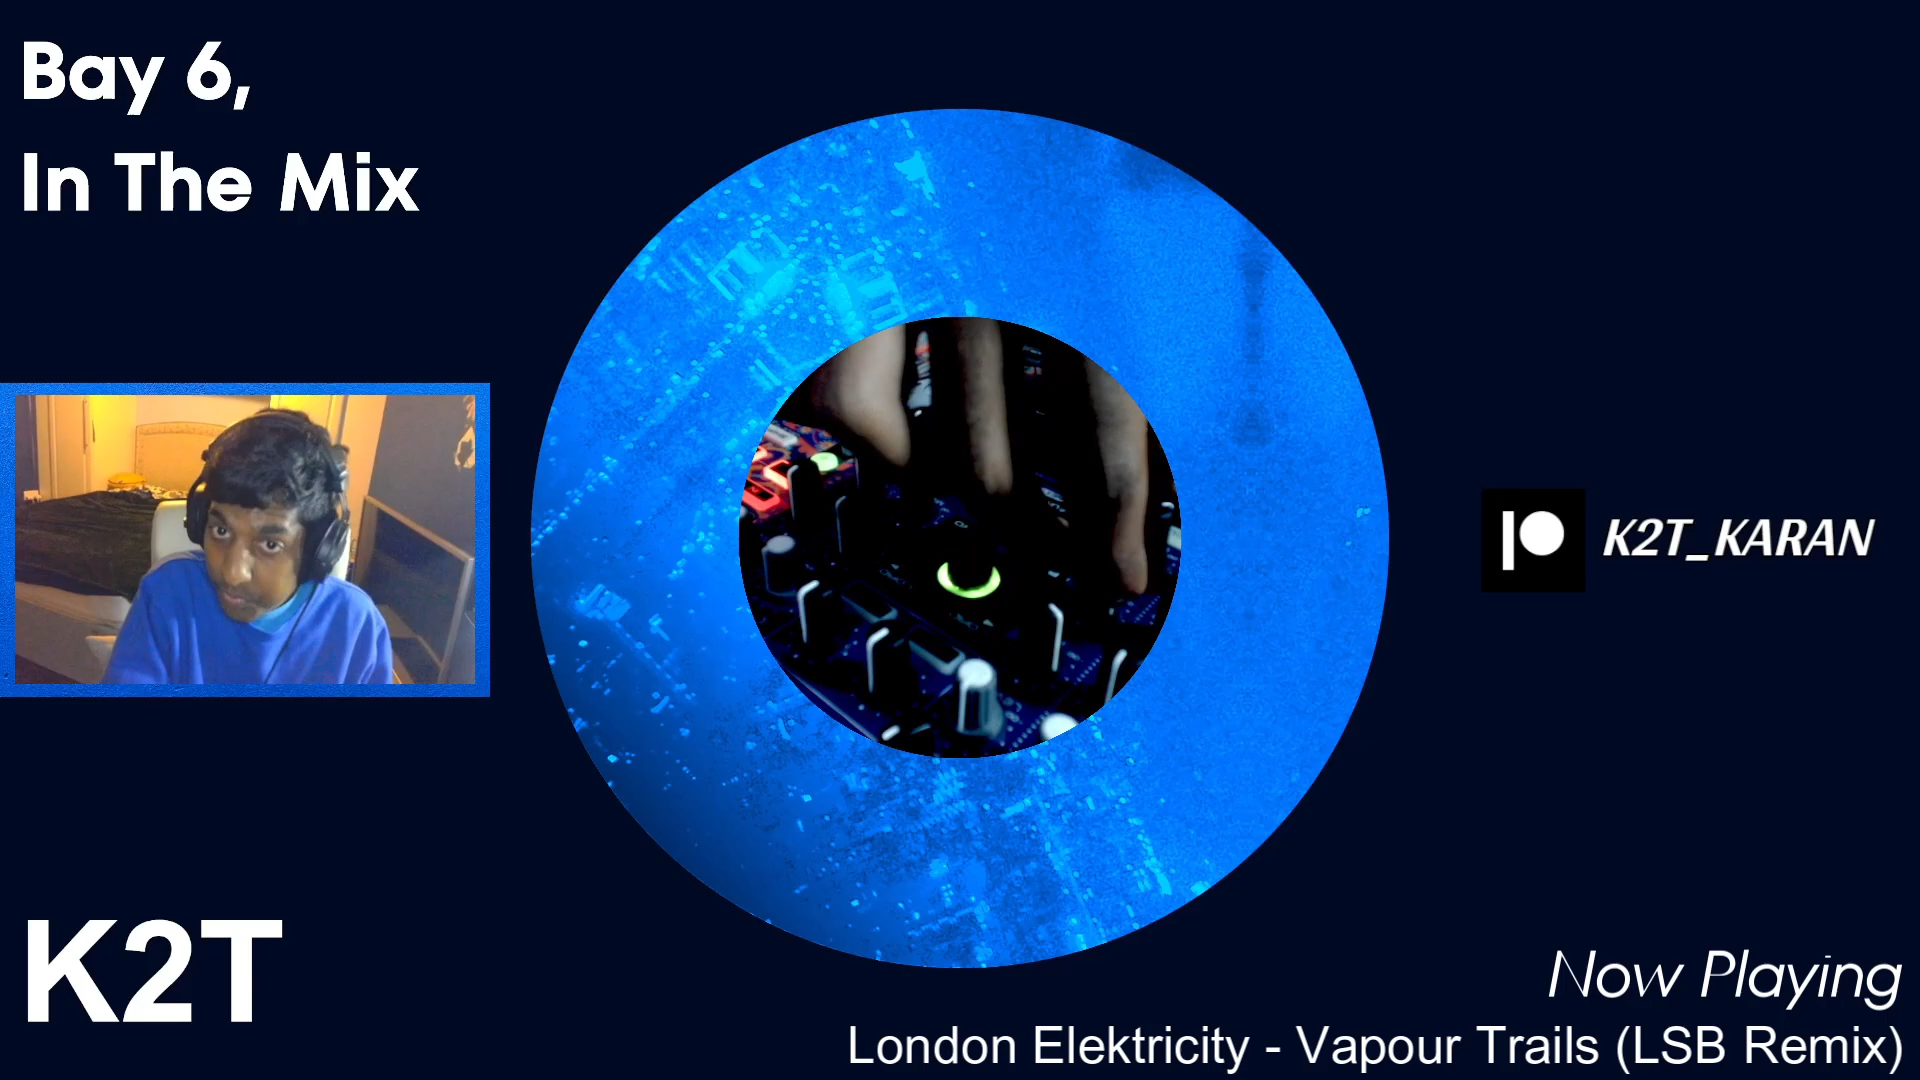 Bay 6,
In The Mix
K2T_KARAN
K2T
Now Playing
London Elektricity - Vapour Trails (LSB Remix)